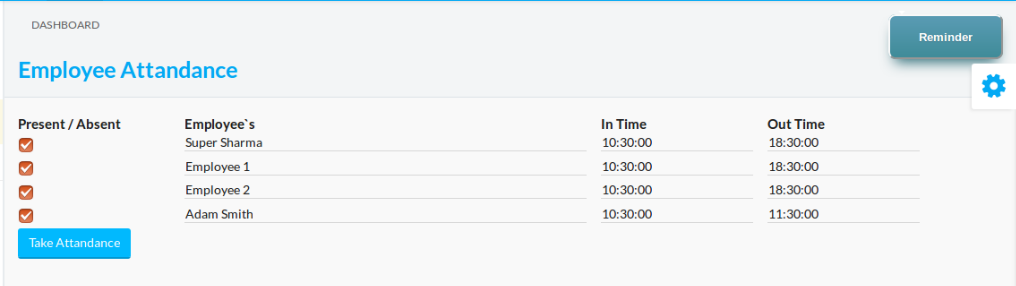 DASHBOARD
Reminder
Employee Attandance
Present / Absent Employee`s In Time Out Time
Super Sharma 10:30:00 18:30:00
Employee 1 10:30:00 18:30:00
Employee 2 10:30:00 18:30:00
Adam Smith 10:30:00 11:30:00
Take Attandance